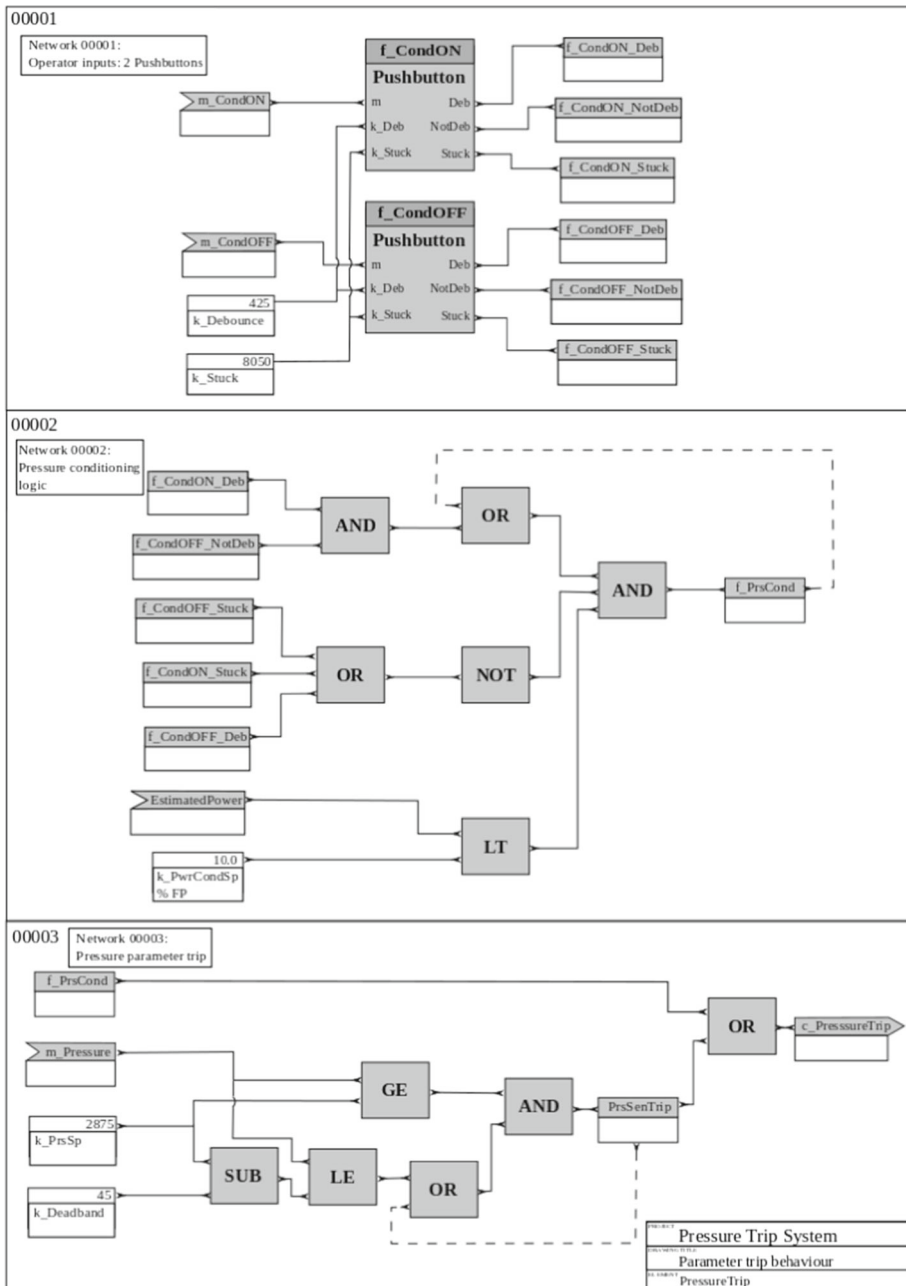 00001
Network 00001:
Operator inputs: 2 Pushbuttons
f_CondON
Pushbutton
m
Deb
k_Deb
NotDeb
k_Stuck
Stuck
m_CondON
f_CondON_Deb
f_CondON_NotDeb
f_CondON_Stuck
f_CondOFF
Pushbutton
m
Deb
k_Deb
NotDeb
k_Stuck
Stuck
m_CondOFF
f_CondOFF_Deb
f_CondOFF_NotDeb
f_CondOFF_Stuck
425
k_Debounce
8050
k_Stuck
00002
Network 00002:
Pressure conditioning
logic
f_CondON_Deb
f_CondOFF_NotDeb
AND
OR
f_CondOFF_Stuck
f_CondON_Stuck
f_CondOFF_Deb
OR
NOT
AND
f_PrsCond
EstimatedPower
10.0
k_PwrCondSp
% FP
LT
00003
Network 00003:
Pressure parameter trip
f_PrsCond
OR
c_PresssureTrip
m_Pressure
GE
AND
PrsSenTrip
2875
k_PrsSp
SUB
LE
OR
45
k_Deadband
PROJECT
Pressure Trip System
DRAWING TITLE
Parameter trip behaviour
ELEMENT
PressureTrip